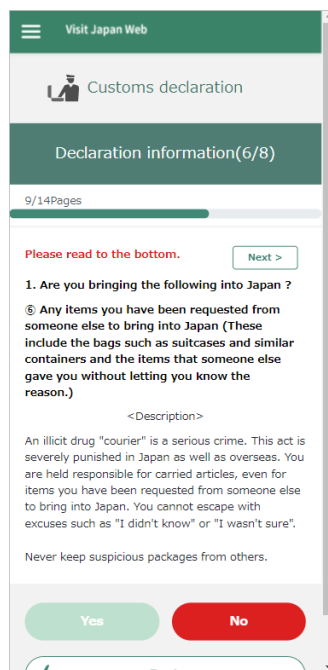 Visit Japan Web
Customs declaration
Declaration information(6/8)
9/14Pages
Please read to the bottom.
Next >
1. Are you bringing the following into Japan ?
⑥ Any items you have been requested from
someone else to bring into Japan (These
include the bags such as suitcases and similar
containers and the items that someone else
gave you without letting you know the
reason.)
<Description>
An illicit drug "courier" is a serious crime. This act is
severely punished in Japan as well as overseas. You
are held responsible for carried articles, even for
items you have been requested from someone else
to bring into Japan. You cannot escape with
excuses such as "I didn't know" or "I wasn't sure".
Never keep suspicious packages from others.
Yes
No